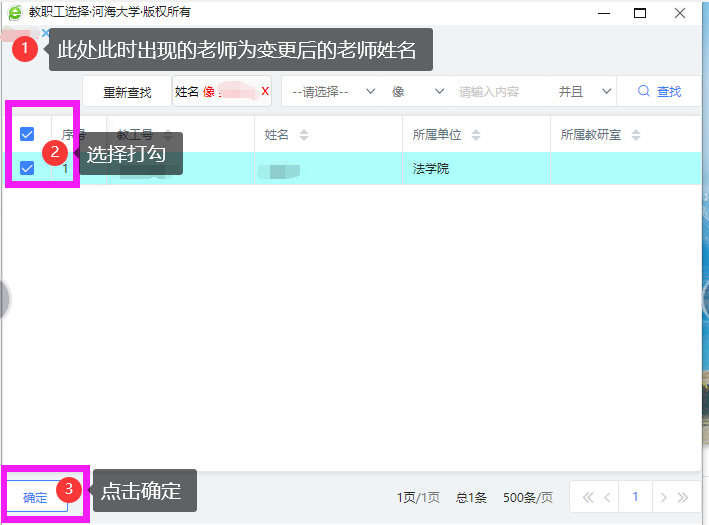 教职工选择·河海大学·版权所有
1 此处此时出现的老师为变更后的老师姓名
重新查找 姓名 像 X --请选择-- 像 请输入内容 并且 查找
序号 教工号 姓名 所属单位 所属教研室
2 选择打勾
1 法学院
确定 3 点击确定 1页/1页 总1条 500条/页 1